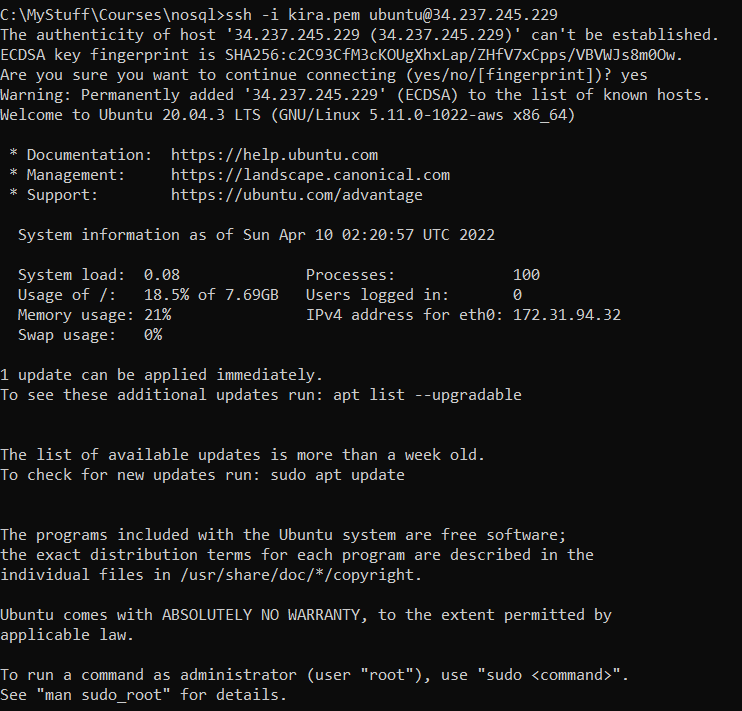 C:\MyStuff\Courses\nosql>ssh -i kira.pem ubuntu@34.237.245.229
The authenticity of host '34.237.245.229 (34.237.245.229)' can't be established.
ECDSA key fingerprint is SHA256:c2C93CfM3cKOUgXhxLap/ZHfV7xCpps/VBVWJs8m0Ow.
Are you sure you want to continue connecting (yes/no/[fingerprint])? yes
Warning: Permanently added '34.237.245.229' (ECDSA) to the list of known hosts.
Welcome to Ubuntu 20.04.3 LTS (GNU/Linux 5.11.0-1022-aws x86_64)

 * Documentation:  https://help.ubuntu.com
 * Management:     https://landscape.canonical.com
 * Support:        https://ubuntu.com/advantage

  System information as of Sun Apr 10 02:20:57 UTC 2022

  System load:  0.08              Processes:             100
  Usage of /:   18.5% of 7.69GB   Users logged in:       0
  Memory usage: 21%               IPv4 address for eth0: 172.31.94.32
  Swap usage:   0%

1 update can be applied immediately.
To see these additional updates run: apt list --upgradable


The list of available updates is more than a week old.
To check for new updates run: sudo apt update


The programs included with the Ubuntu system are free software;
the exact distribution terms for each program are described in the
individual files in /usr/share/doc/*/copyright.

Ubuntu comes with ABSOLUTELY NO WARRANTY, to the extent permitted by
applicable law.

To run a command as administrator (user "root"), use "sudo <command>".
See "man sudo_root" for details.